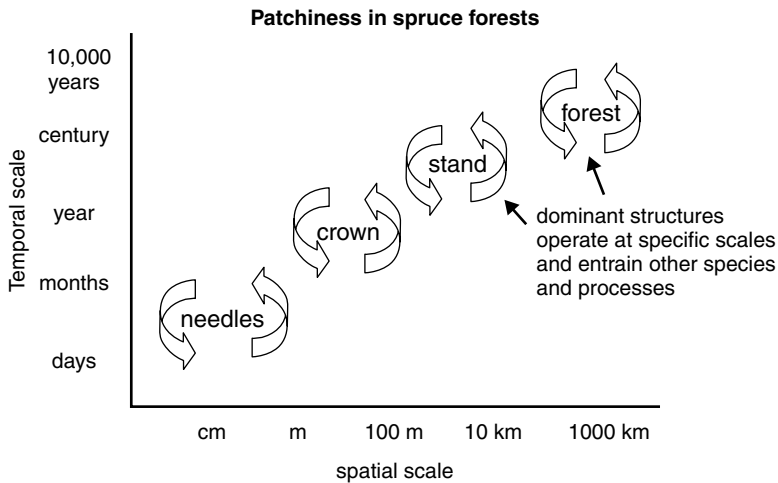 Patchiness in spruce forests
10,000
years
century
year
months
days
Temporal scale
forest
stand
crown
needles
dominant structures
operate at specific scales
and entrain other species
and processes
cm m 100 m 10 km 1000 km
spatial scale